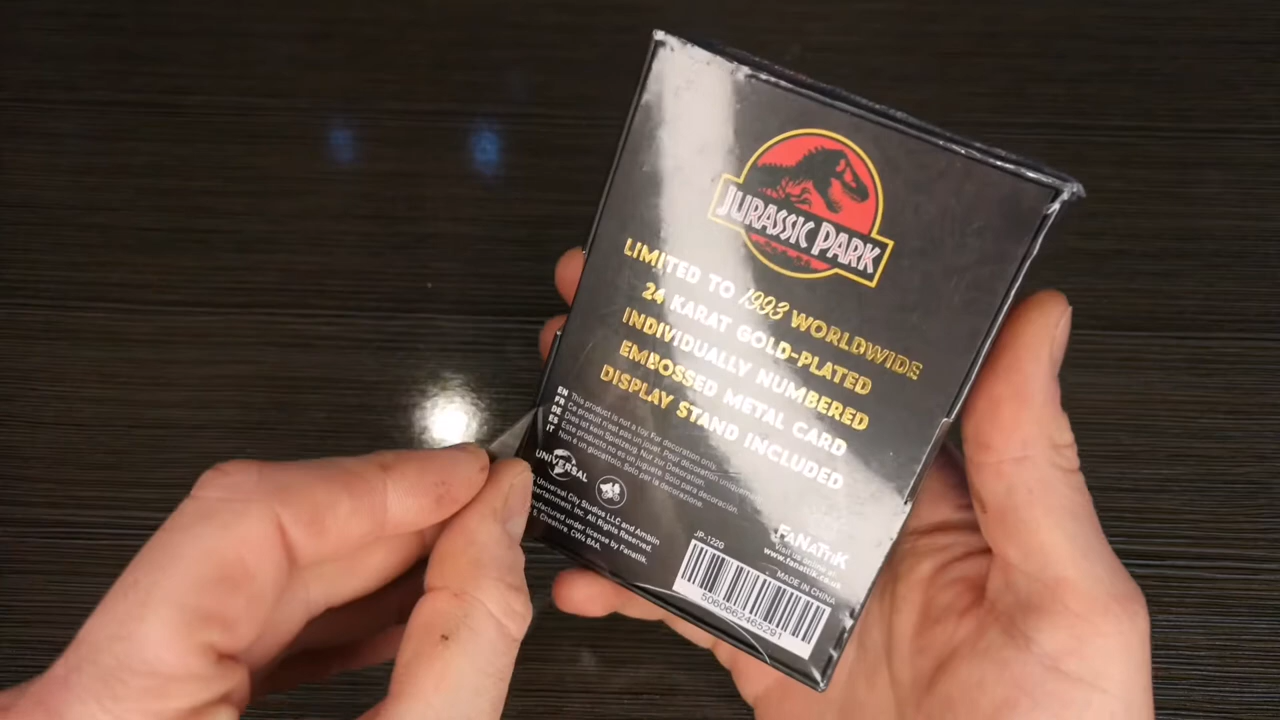 JURASSIC PARK
LIMITED TO 1993 WORLDWIDE
24 KARAT GOLD-PLATED
INDIVIDUALLY NUMBERED
EMBOSSED METAL CARD
DISPLAY STAND INCLUDED
EN This product is not a toy. For decoration only.
FR Ce produit n'est pas un jouet. Pour décoration uniquement
DE Dies ist kein Spielzeug. Nur zur Dekoration.
ES Este producto no es un juguete. Solo para decoración.
IT Non è un giocattolo. Solo per la decorazione.
UNIVERSAL
Universal City Studios LLC and Amblin
Entertainment, Inc. All Rights Reserved.
Manufactured under license by Fanattik.
Cheshire, CW6 8AA.
FANATTIK
Visit us online at
www.fanattik.co.uk
MADE IN CHINA
JP-122G
5060662465291